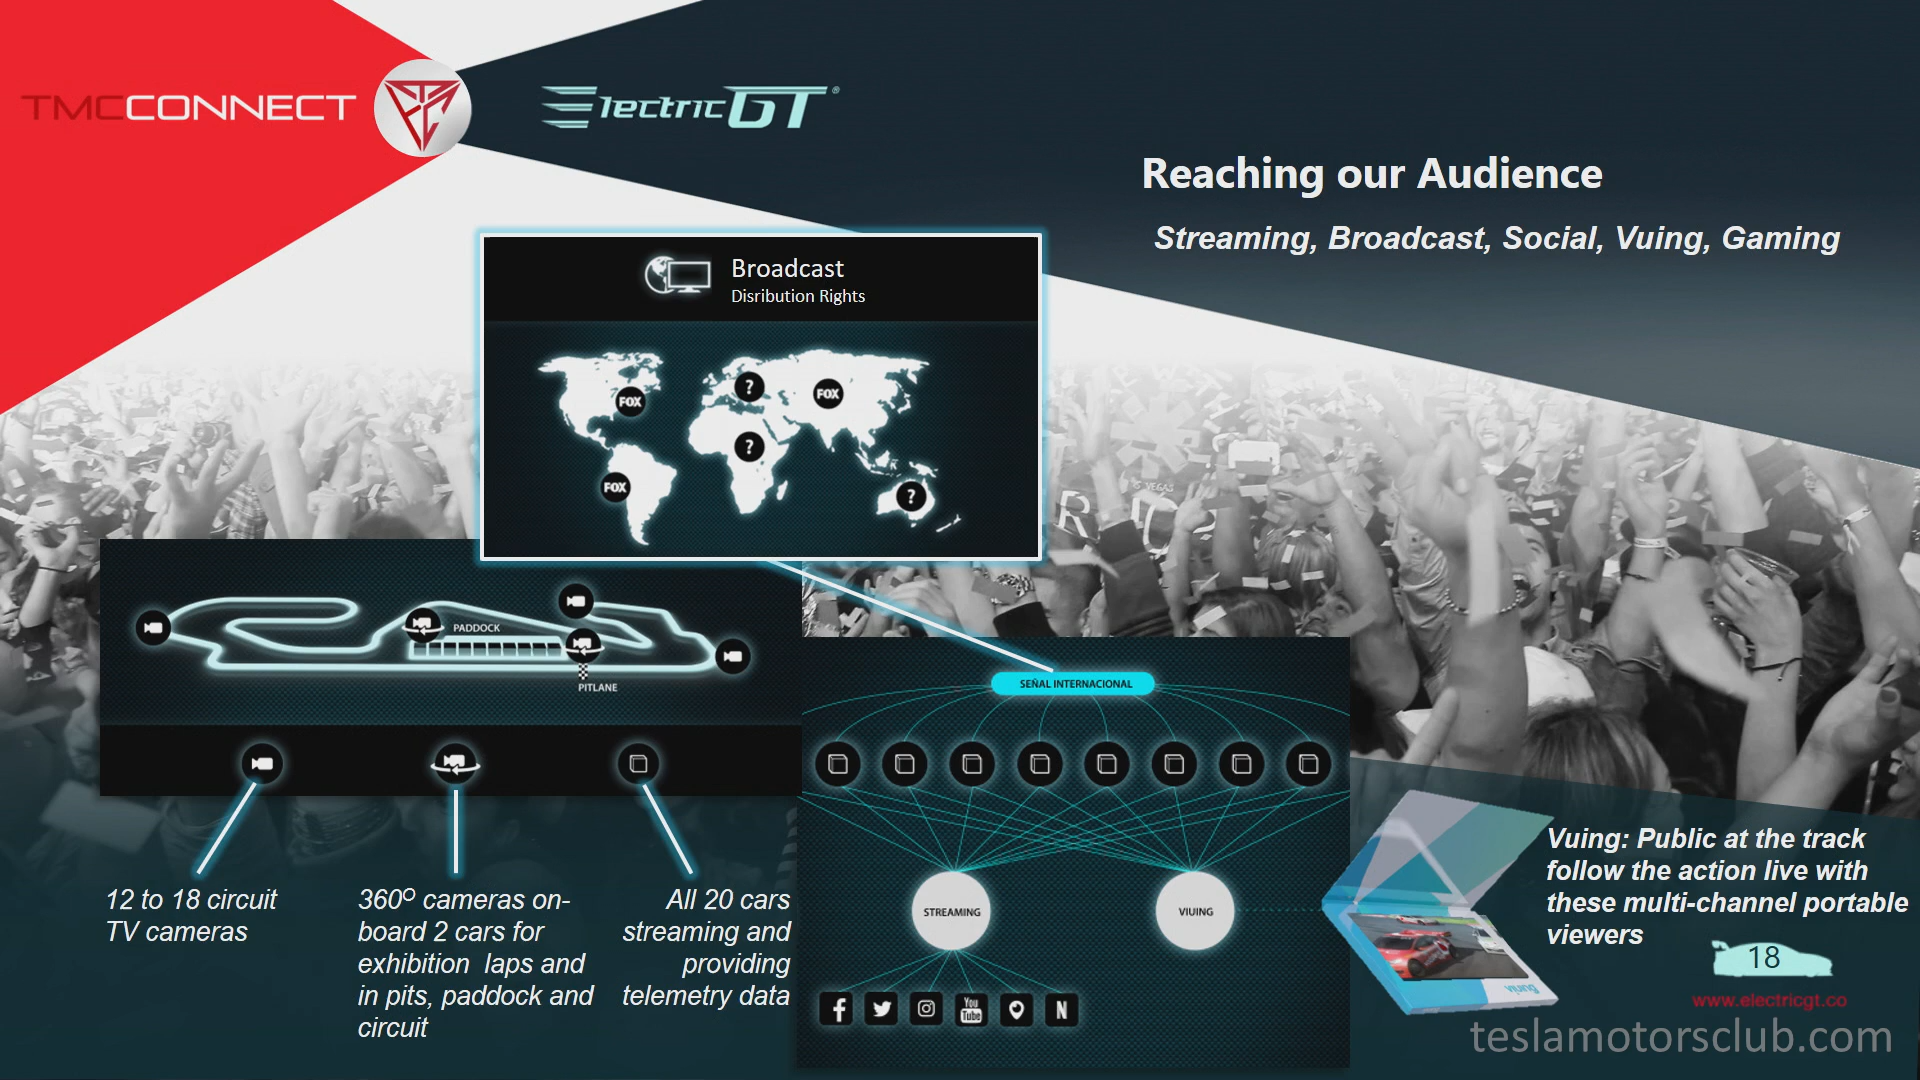 TMCCONNECT
ElectricGT®
Reaching our Audience
Streaming, Broadcast, Social, Vuing, Gaming
Broadcast
Disribution Rights
FOX
?
FOX
?
FOX
?
PADDOCK
PITLANE
SEÑAL INTERNACIONAL
STREAMING
VIUING
12 to 18 circuit
TV cameras
360º cameras on-
board 2 cars for
exhibition laps and
in pits, paddock and
circuit
All 20 cars
streaming and
providing
telemetry data
f
You
Tube
N
Vuing: Public at the track
follow the action live with
these multi-channel portable
viewers
18
www.electricgt.co
teslamotorsclub.com